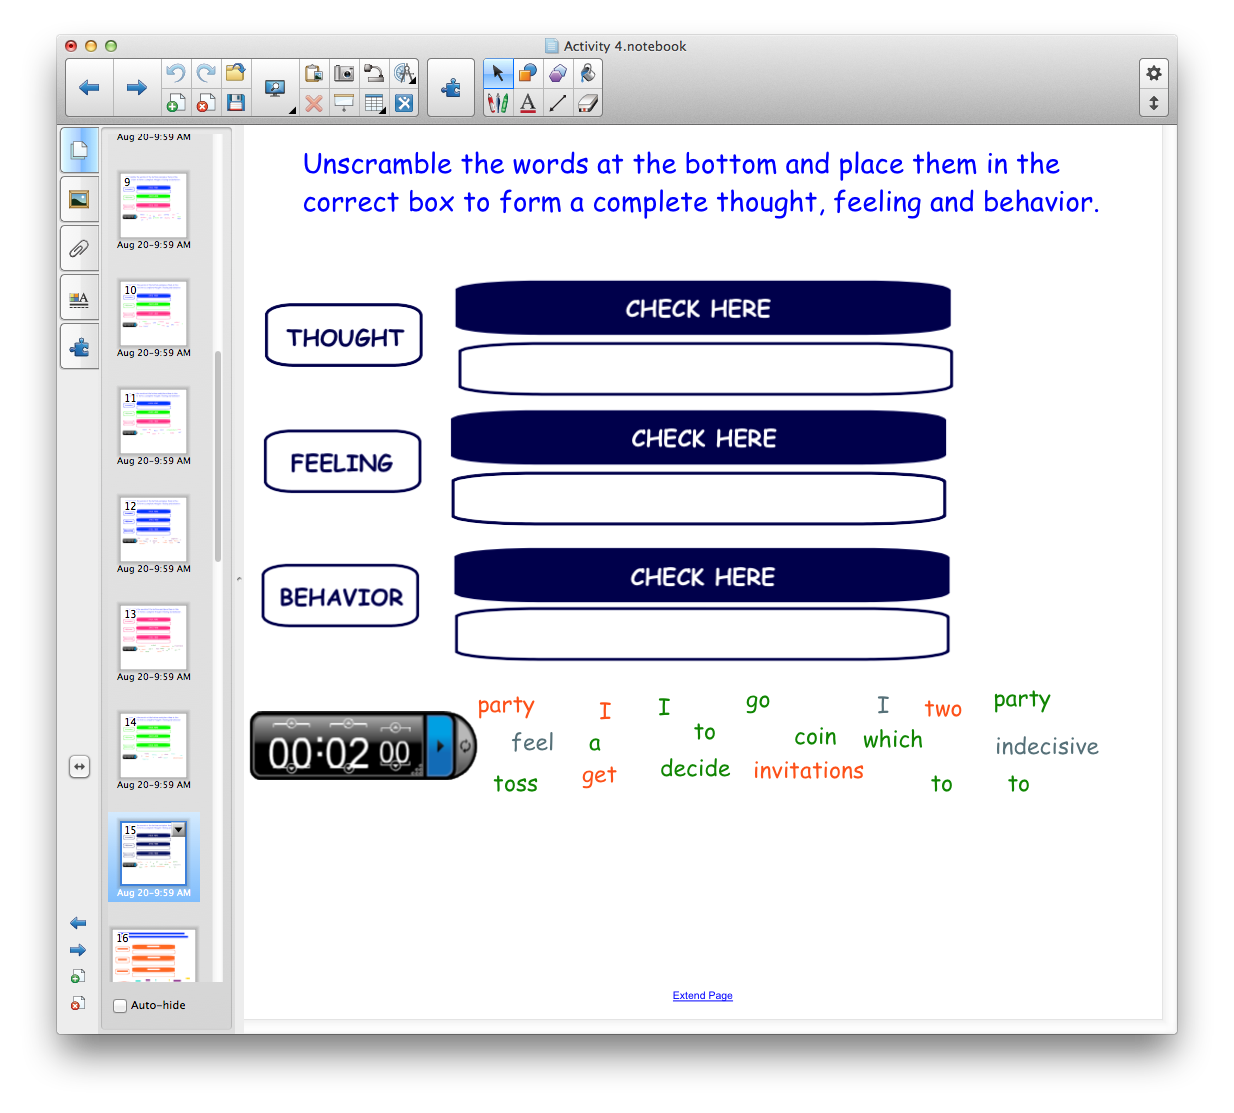 Activity 4.notebook
Aug 20-9:59 AM
9
Aug 20-9:59 AM
10
Aug 20-9:59 AM
11
Aug 20-9:59 AM
12
Aug 20-9:59 AM
13
Aug 20-9:59 AM
14
Aug 20-9:59 AM
15
Aug 20-9:59 AM
16
Auto-hide
Unscramble the words at the bottom and place them in the
correct box to form a complete thought, feeling and behavior.
CHECK HERE
THOUGHT
CHECK HERE
FEELING
CHECK HERE
BEHAVIOR
party I I go I two party
feel a to coin which indecisive
toss get decide invitations to to
00:02 00
Extend Page